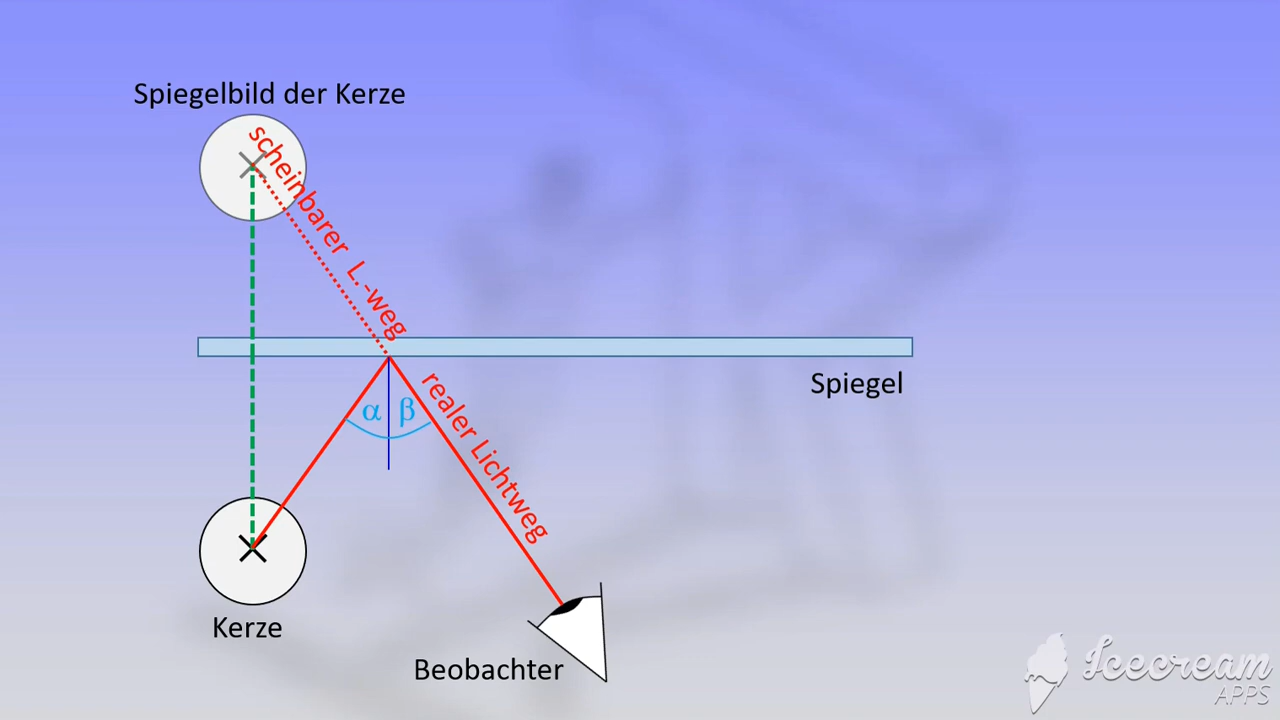 Spiegelbild der Kerze
scheinbarer L.-weg
Spiegel
α β
realer Lichtweg
Kerze
Beobachter
Icecream
APPS